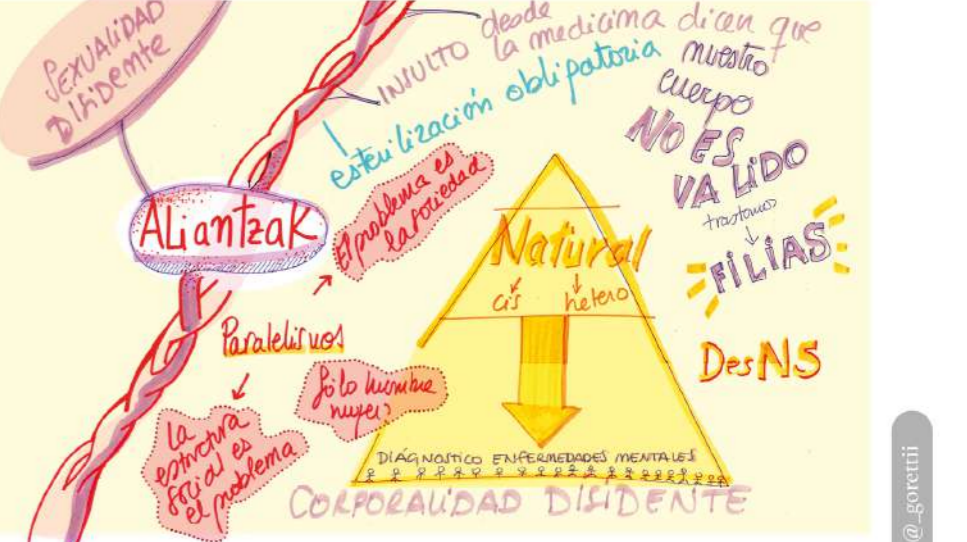 SEXUALIDAD
DISIDENTE
INSULTO
desde
la medicina dicen que
nuestro
cuerpo
NO ES
VALIDO
trastornos
FILIAS
esterilización obligatoria
El problema es
la sociedad
AliantzaK
Natural
cis hetero
Paralelismos
DesNS
Sólo hombre
mujer
La
estructura
social es
el problema
DIAGNOSTICO ENFERMEDADES MENTALES
CORPORALIDAD DISIDENTE
@_gorettii